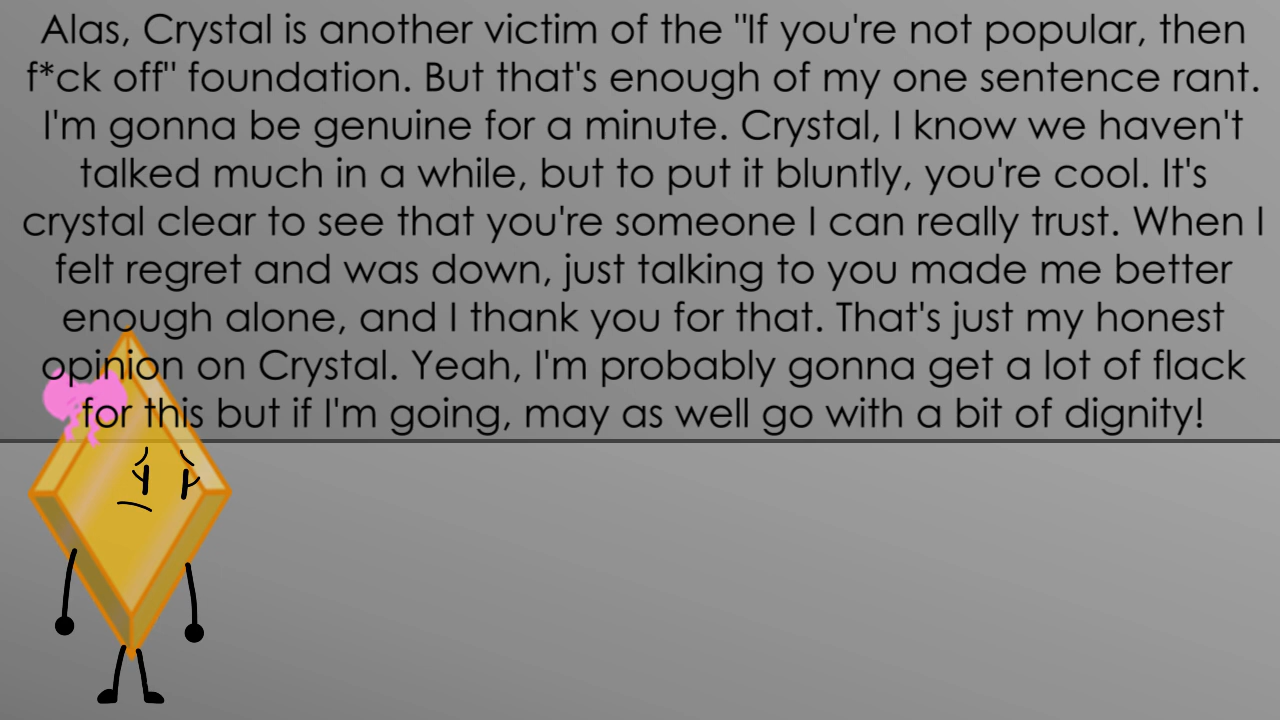 Alas, Crystal is another victim of the "If you're not popular, then
f*ck off" foundation. But that's enough of my one sentence rant.
I'm gonna be genuine for a minute. Crystal, I know we haven't
talked much in a while, but to put it bluntly, you're cool. It's
crystal clear to see that you're someone I can really trust. When I
felt regret and was down, just talking to you made me better
enough alone, and I thank you for that. That's just my honest
opinion on Crystal. Yeah, I'm probably gonna get a lot of flack
for this but if I'm going, may as well go with a bit of dignity!